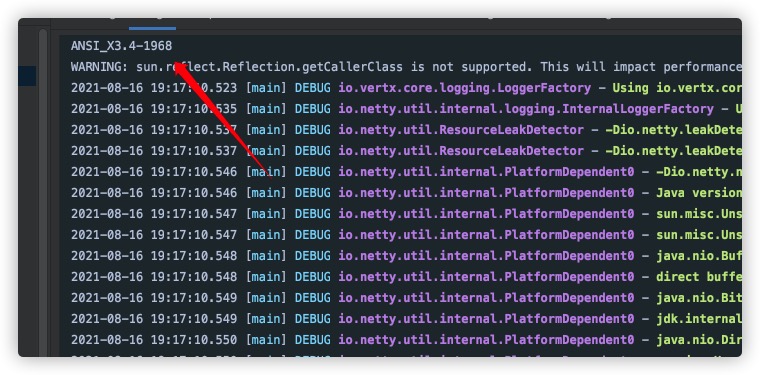 ANSI_X3.4-1968
WARNING: sun.reflect.Reflection.getCallerClass is not supported. This will impact performance
2021-08-16 19:17:10.523 [main] DEBUG io.vertx.core.logging.LoggerFactory – Using io.vertx.cor
2021-08-16 19:17:10.535 [main] DEBUG io.netty.util.internal.logging.InternalLoggerFactory – U
2021-08-16 19:17:10.537 [main] DEBUG io.netty.util.ResourceLeakDetector – -Dio.netty.leakDete
2021-08-16 19:17:10.537 [main] DEBUG io.netty.util.ResourceLeakDetector – -Dio.netty.leakDete
2021-08-16 19:17:10.546 [main] DEBUG io.netty.util.internal.PlatformDependent0 – -Dio.netty.n
2021-08-16 19:17:10.546 [main] DEBUG io.netty.util.internal.PlatformDependent0 – Java version
2021-08-16 19:17:10.547 [main] DEBUG io.netty.util.internal.PlatformDependent0 – sun.misc.Uns
2021-08-16 19:17:10.547 [main] DEBUG io.netty.util.internal.PlatformDependent0 – sun.misc.Uns
2021-08-16 19:17:10.548 [main] DEBUG io.netty.util.internal.PlatformDependent0 – java.nio.Buf
2021-08-16 19:17:10.548 [main] DEBUG io.netty.util.internal.PlatformDependent0 – direct buffe
2021-08-16 19:17:10.549 [main] DEBUG io.netty.util.internal.PlatformDependent0 – java.nio.Bit
2021-08-16 19:17:10.549 [main] DEBUG io.netty.util.internal.PlatformDependent0 – jdk.internal
2021-08-16 19:17:10.550 [main] DEBUG io.netty.util.internal.PlatformDependent0 – java.nio.Dir